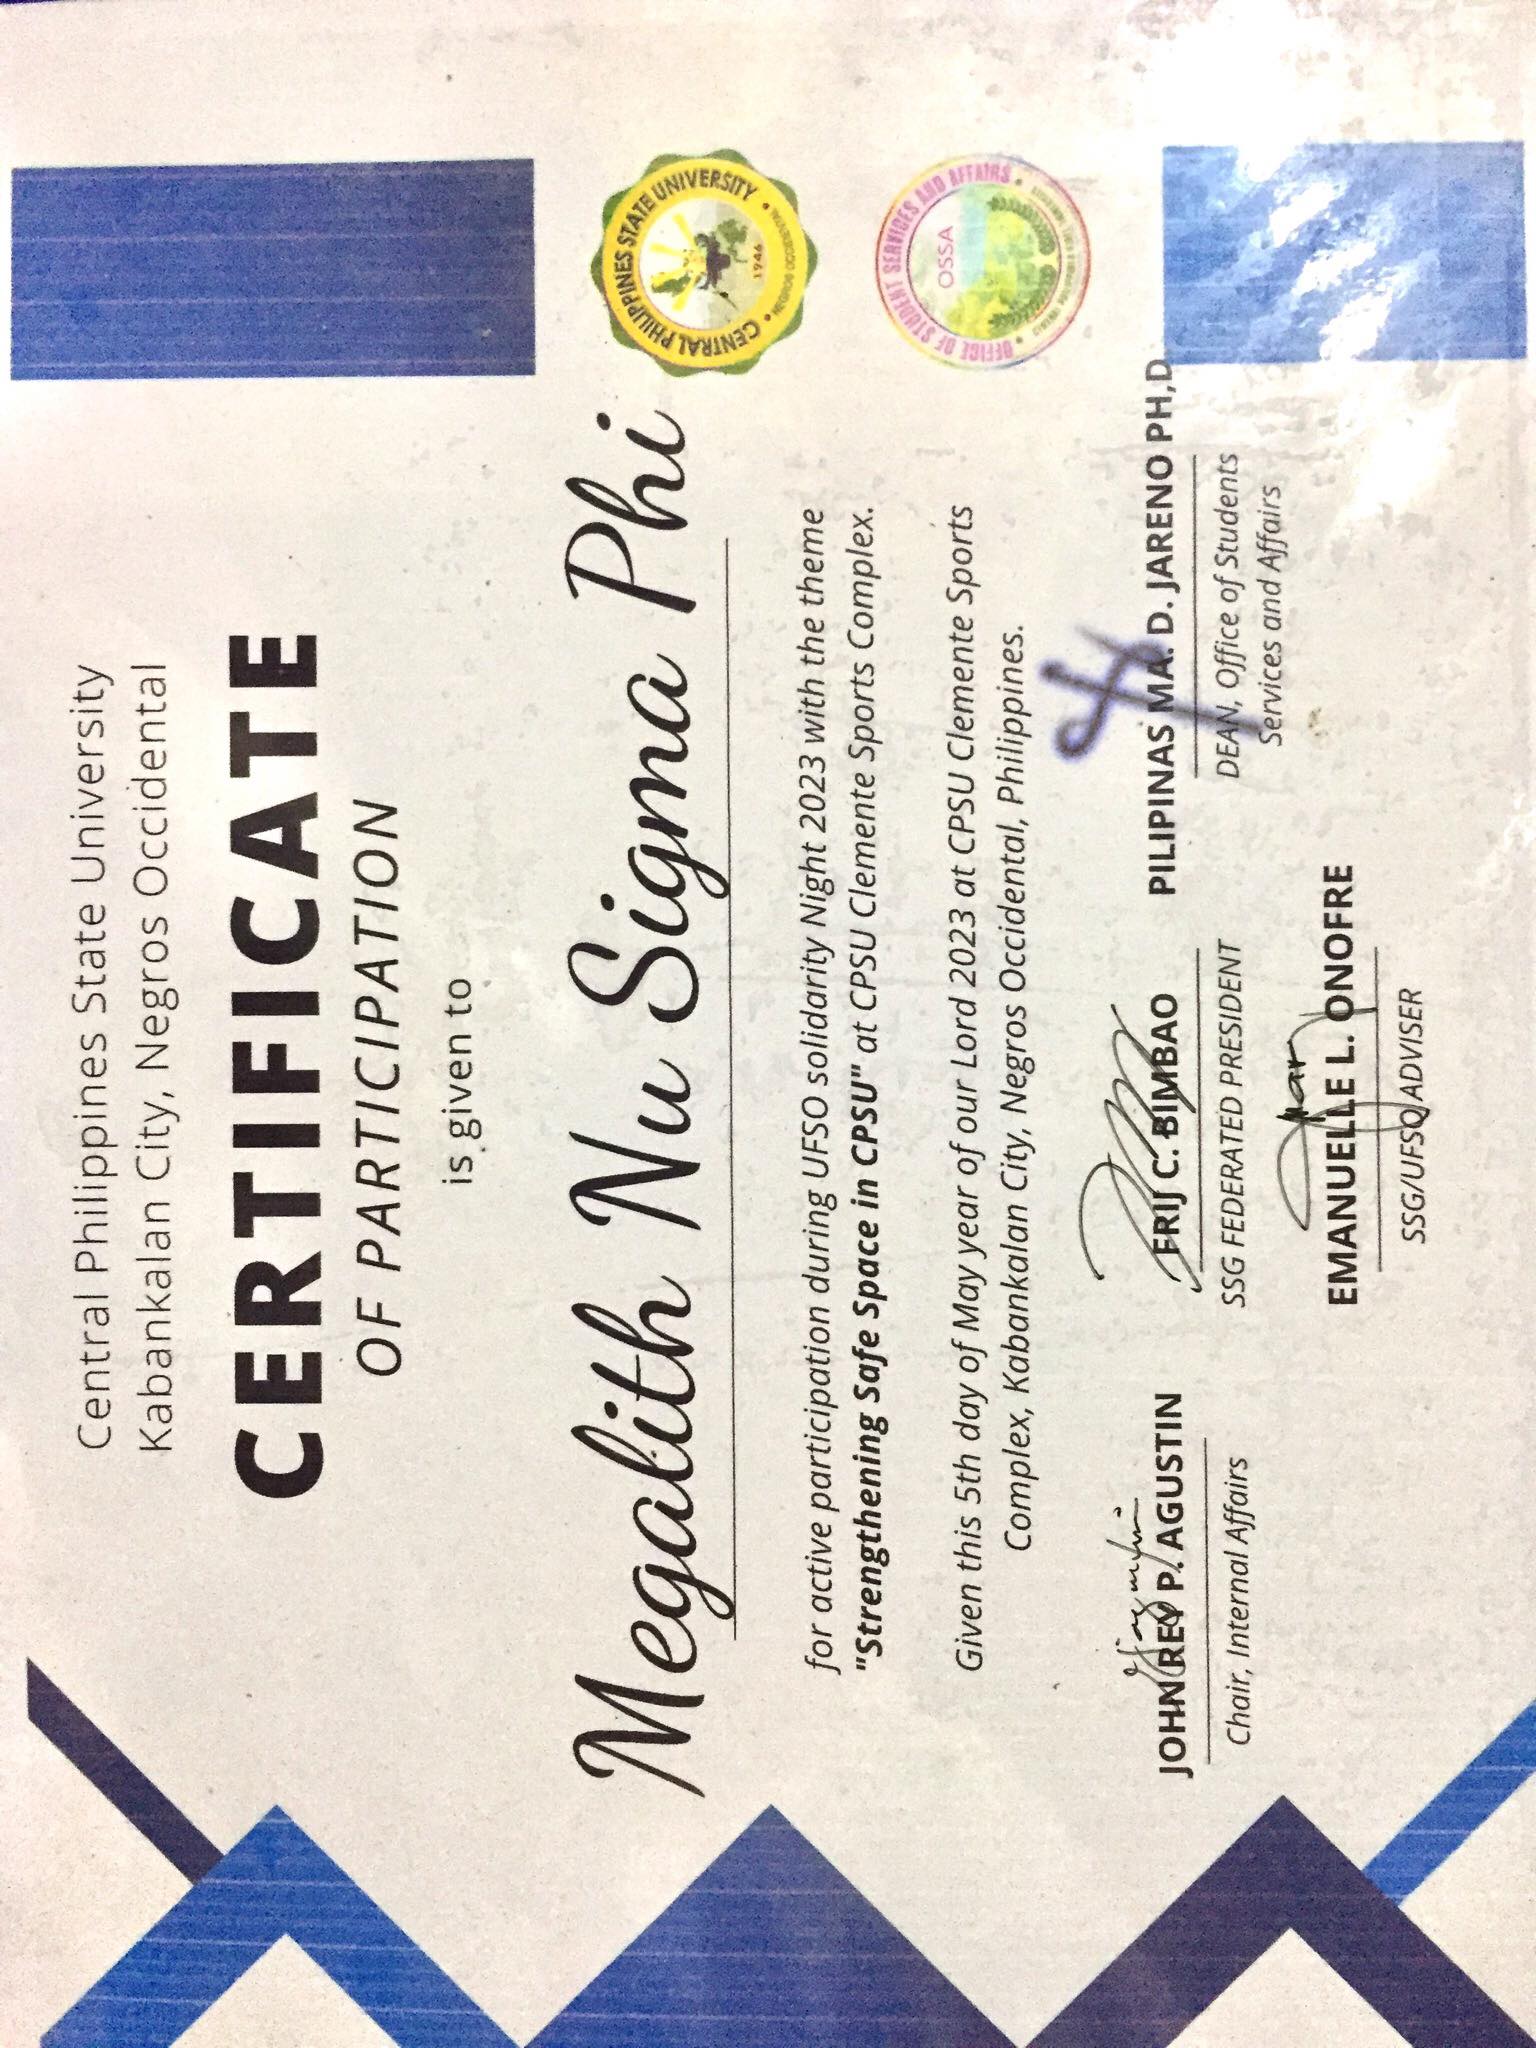 Central Philippines State University
Kabankalan City, Negros Occidental
CERTIFICATE
OF PARTICIPATION
is given to
Megalith Nu Sigma Phi
for active participation during UFSO solidarity Night 2023 with the theme
"Strengthening Safe Space in CPSU" at CPSU Clemente Sports Complex.
Given this 5th day of May year of our Lord 2023 at CPSU Clemente Sports
Complex, Kabankalan City, Negros Occidental, Philippines.
JOHN REY P. AGUSTIN
Chair, Internal Affairs
FRIJ C. BIMBAO
SSG FEDERATED PRESIDENT
PILIPINAS MA. D. JARENO PH,D.
DEAN, Office of Students
Services and Affairs
EMANUELLE L. ONOFRE
SSG/UFSO ADVISER
CENTRAL PHILIPPINES STATE UNIVERSITY
1946
NEGROS OCCIDENTAL
OFFICE OF STUDENT SERVICES AND AFFAIRS
OSSA
CENTRAL PHILIPPINES STATE UNIVERSITY